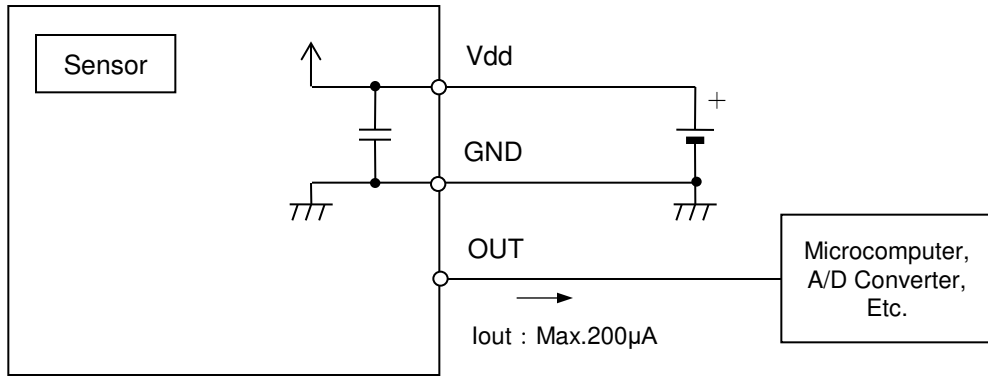 Sensor
Vdd
+
GND
OUT
Microcomputer,
A/D Converter,
Etc.
Iout : Max.200µA